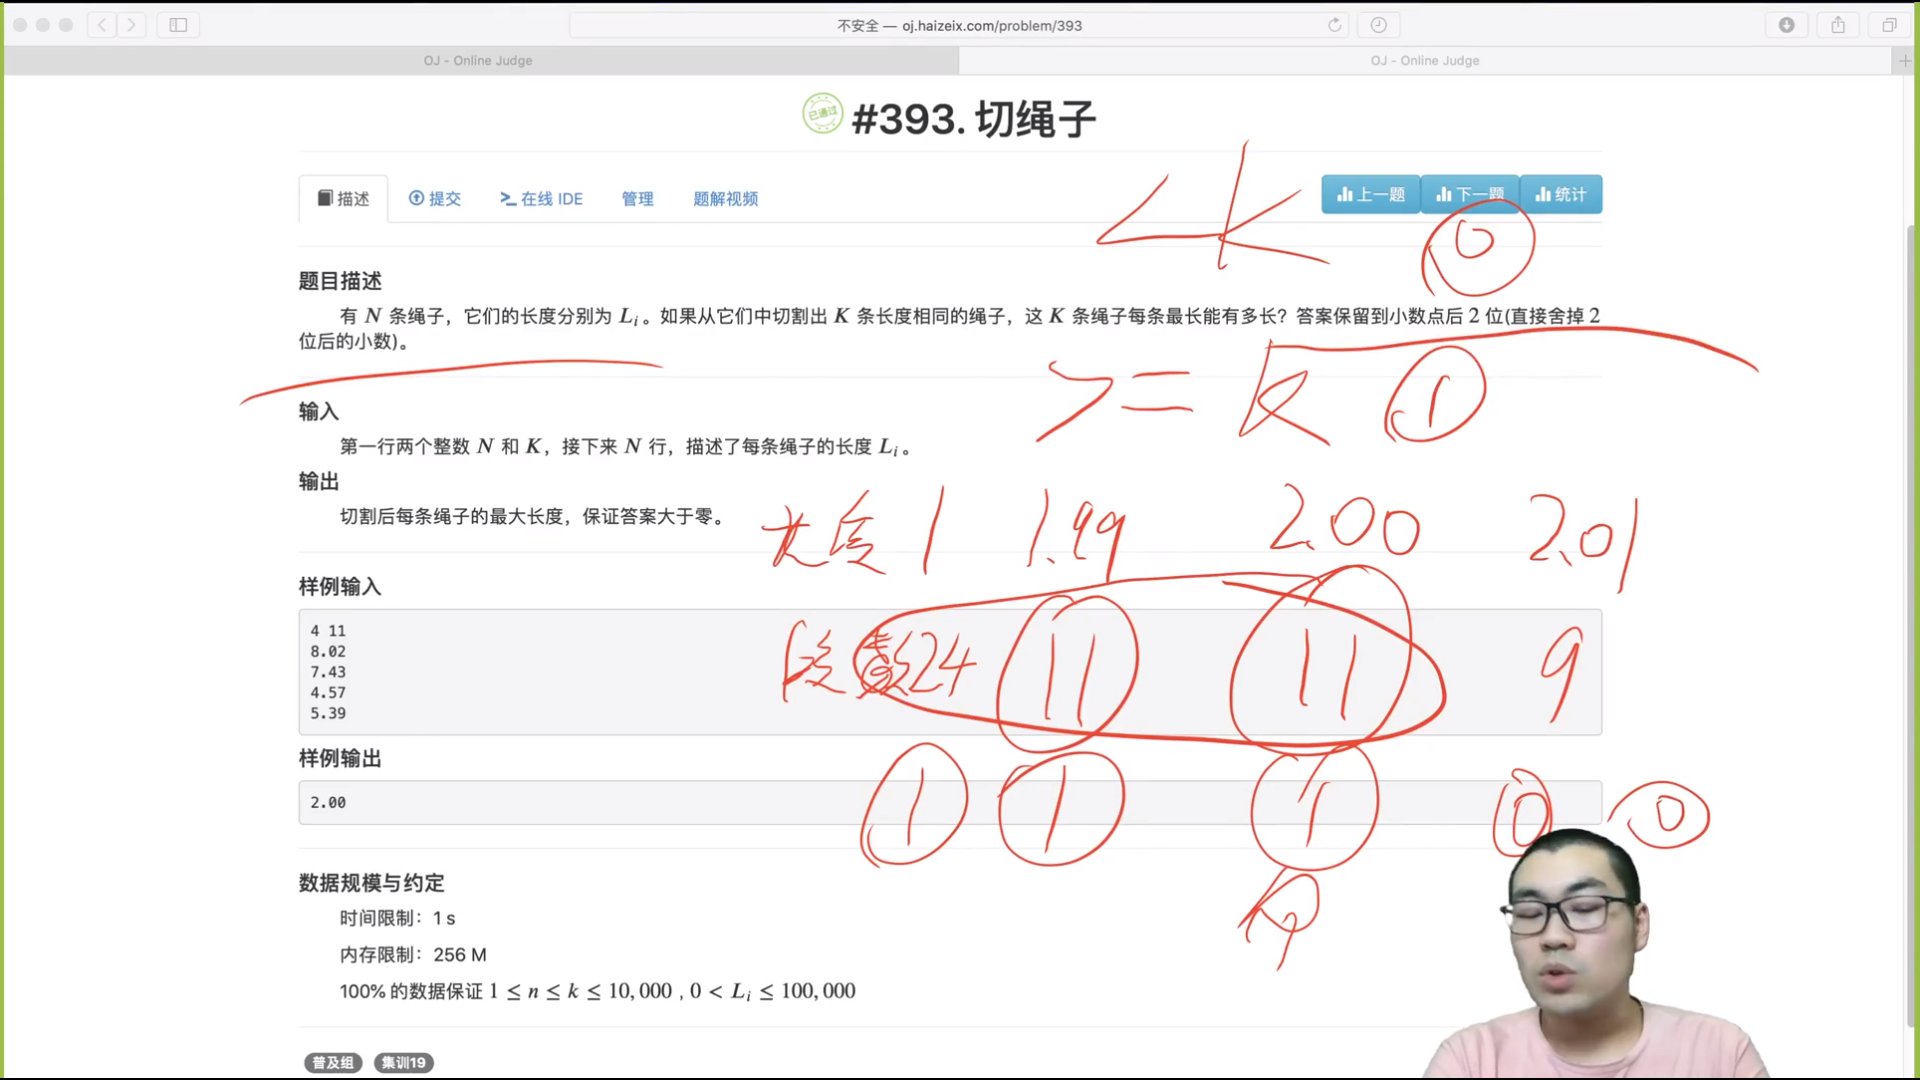 不安全 — oj.haizeix.com/problem/393
OJ - Online Judge
OJ - Online Judge
已通过
#393. 切绳子
描述
提交
在线 IDE
管理
题解视频
上一题
下一题
统计
<K 0
题目描述
有 N 条绳子，它们的长度分别为 Li。如果从它们中切割出 K 条长度相同的绳子，这 K 条绳子每条最长能有多长？答案保留到小数点后 2 位(直接舍掉 2
位后的小数)。
>= K 1
输入
第一行两个整数 N 和 K，接下来 N 行，描述了每条绳子的长度 Li。
输出
切割后每条绳子的最大长度，保证答案大于零。
长度 1 1.99 2.00 2.01
样例输入
4 11
8.02
7.43
4.57
5.39
段数 24 11 11 9
样例输出
2.00
1 1 1 0 0
数据规模与约定
时间限制：1 s
内存限制：256 M
100% 的数据保证 1 ≤ n ≤ k ≤ 10,000 , 0 < Li ≤ 100,000
普及组
集训19